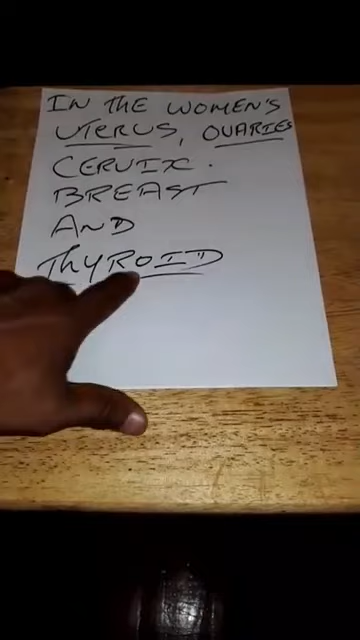 IN THE WOMEN'S
UTERUS, OVARIES
CERVIX.
BREAST
AND
THYROID